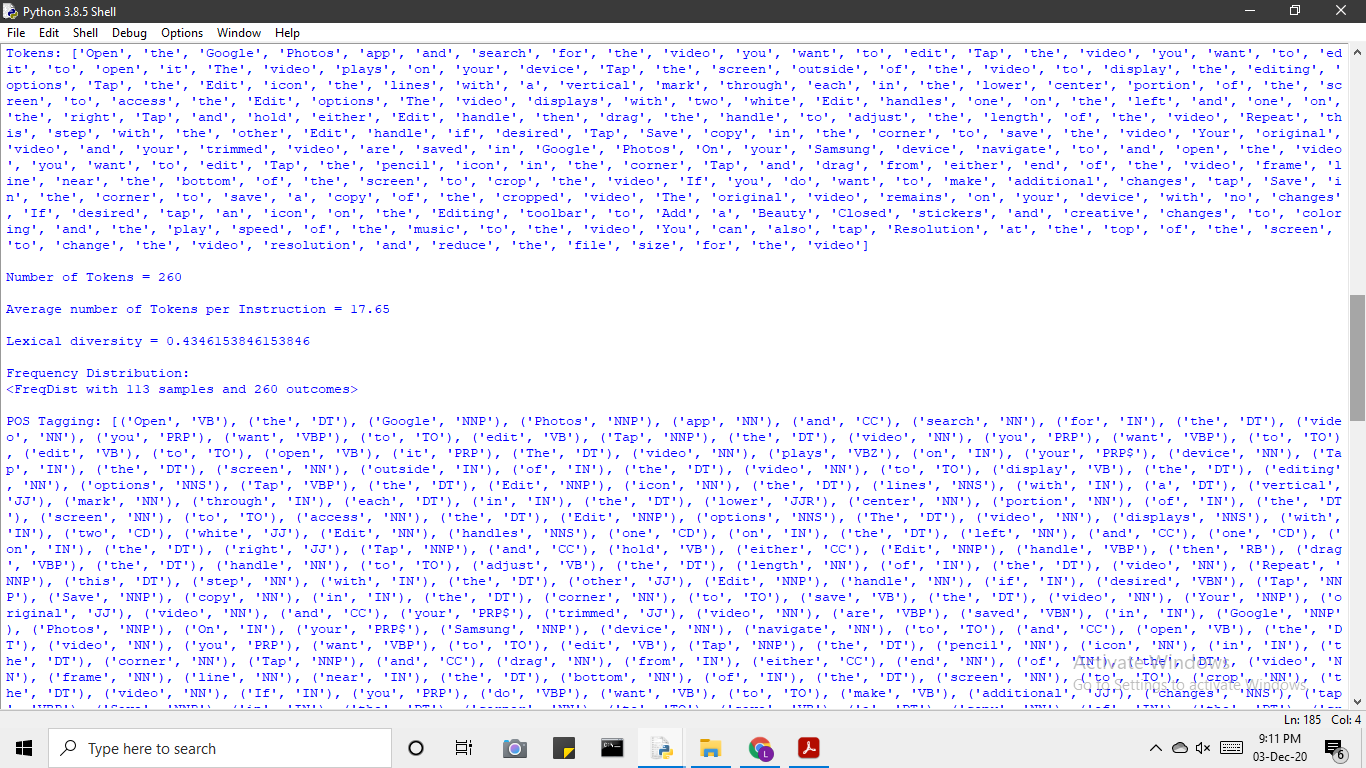 Python 3.8.5 Shell
File Edit Shell Debug Options Window Help
Tokens: ['Open', 'the', 'Google', 'Photos', 'app', 'and', 'search', 'for', 'the', 'video', 'you', 'want', 'to', 'edit', 'Tap', 'the', 'video', 'you', 'want', 'to', 'ed
it', 'to', 'open', 'it', 'The', 'video', 'plays', 'on', 'your', 'device', 'Tap', 'the', 'screen', 'outside', 'of', 'the', 'video', 'to', 'display', 'the', 'editing', '
options', 'Tap', 'the', 'Edit', 'icon', 'the', 'lines', 'with', 'a', 'vertical', 'mark', 'through', 'each', 'in', 'the', 'lower', 'center', 'portion', 'of', 'the', 'sc
reen', 'to', 'access', 'the', 'Edit', 'options', 'The', 'video', 'displays', 'with', 'two', 'white', 'Edit', 'handles', 'one', 'on', 'the', 'left', 'and', 'one', 'on',
'the', 'right', 'Tap', 'and', 'hold', 'either', 'Edit', 'handle', 'then', 'drag', 'the', 'handle', 'to', 'adjust', 'the', 'length', 'of', 'the', 'video', 'Repeat', 'th
is', 'step', 'with', 'the', 'other', 'Edit', 'handle', 'if', 'desired', 'Tap', 'Save', 'copy', 'in', 'the', 'corner', 'to', 'save', 'the', 'video', 'Your', 'original',
'video', 'and', 'your', 'trimmed', 'video', 'are', 'saved', 'in', 'Google', 'Photos', 'On', 'your', 'Samsung', 'device', 'navigate', 'to', 'and', 'open', 'the', 'video
', 'you', 'want', 'to', 'edit', 'Tap', 'the', 'pencil', 'icon', 'in', 'the', 'corner', 'Tap', 'and', 'drag', 'from', 'either', 'end', 'of', 'the', 'video', 'frame', 'l
ine', 'near', 'the', 'bottom', 'of', 'the', 'screen', 'to', 'crop', 'the', 'video', 'If', 'you', 'do', 'want', 'to', 'make', 'additional', 'changes', 'tap', 'Save', 'i
n', 'the', 'corner', 'to', 'save', 'a', 'copy', 'of', 'the', 'cropped', 'video', 'The', 'original', 'video', 'remains', 'on', 'your', 'device', 'with', 'no', 'changes'
, 'If', 'desired', 'tap', 'an', 'icon', 'on', 'the', 'Editing', 'toolbar', 'to', 'Add', 'a', 'Beauty', 'Closed', 'stickers', 'and', 'creative', 'changes', 'to', 'color
ing', 'and', 'the', 'play', 'speed', 'of', 'the', 'music', 'to', 'the', 'video', 'You', 'can', 'also', 'tap', 'Resolution', 'at', 'the', 'top', 'of', 'the', 'screen',
'to', 'change', 'the', 'video', 'resolution', 'and', 'reduce', 'the', 'file', 'size', 'for', 'the', 'video']
Number of Tokens = 260
Average number of Tokens per Instruction = 17.65
Lexical diversity = 0.4346153846153846
Frequency Distribution:
<FreqDist with 113 samples and 260 outcomes>
POS Tagging: [('Open', 'VB'), ('the', 'DT'), ('Google', 'NNP'), ('Photos', 'NNP'), ('app', 'NN'), ('and', 'CC'), ('search', 'NN'), ('for', 'IN'), ('the', 'DT'), ('vide
o', 'NN'), ('you', 'PRP'), ('want', 'VBP'), ('to', 'TO'), ('edit', 'VB'), ('Tap', 'NNP'), ('the', 'DT'), ('video', 'NN'), ('you', 'PRP'), ('want', 'VBP'), ('to', 'TO')
, ('edit', 'VB'), ('to', 'TO'), ('open', 'VB'), ('it', 'PRP'), ('The', 'DT'), ('video', 'NN'), ('plays', 'VBZ'), ('on', 'IN'), ('your', 'PRP$'), ('device', 'NN'), ('Ta
p', 'IN'), ('the', 'DT'), ('screen', 'NN'), ('outside', 'IN'), ('of', 'IN'), ('the', 'DT'), ('video', 'NN'), ('to', 'TO'), ('display', 'VB'), ('the', 'DT'), ('editing'
, 'NN'), ('options', 'NNS'), ('Tap', 'VBP'), ('the', 'DT'), ('Edit', 'NNP'), ('icon', 'NN'), ('the', 'DT'), ('lines', 'NNS'), ('with', 'IN'), ('a', 'DT'), ('vertical',
'JJ'), ('mark', 'NN'), ('through', 'IN'), ('each', 'DT'), ('in', 'IN'), ('the', 'DT'), ('lower', 'JJR'), ('center', 'NN'), ('portion', 'NN'), ('of', 'IN'), ('the', 'DT
'), ('screen', 'NN'), ('to', 'TO'), ('access', 'NN'), ('the', 'DT'), ('Edit', 'NNP'), ('options', 'NNS'), ('The', 'DT'), ('video', 'NN'), ('displays', 'NNS'), ('with',
'IN'), ('two', 'CD'), ('white', 'JJ'), ('Edit', 'NN'), ('handles', 'NNS'), ('one', 'CD'), ('on', 'IN'), ('the', 'DT'), ('left', 'NN'), ('and', 'CC'), ('one', 'CD'), ('
on', 'IN'), ('the', 'DT'), ('right', 'JJ'), ('Tap', 'NNP'), ('and', 'CC'), ('hold', 'VB'), ('either', 'CC'), ('Edit', 'NNP'), ('handle', 'VBP'), ('then', 'RB'), ('drag
', 'VBP'), ('the', 'DT'), ('handle', 'NN'), ('to', 'TO'), ('adjust', 'VB'), ('the', 'DT'), ('length', 'NN'), ('of', 'IN'), ('the', 'DT'), ('video', 'NN'), ('Repeat', '
NNP'), ('this', 'DT'), ('step', 'NN'), ('with', 'IN'), ('the', 'DT'), ('other', 'JJ'), ('Edit', 'NNP'), ('handle', 'NN'), ('if', 'IN'), ('desired', 'VBN'), ('Tap', 'NN
P'), ('Save', 'NNP'), ('copy', 'NN'), ('in', 'IN'), ('the', 'DT'), ('corner', 'NN'), ('to', 'TO'), ('save', 'VB'), ('the', 'DT'), ('video', 'NN'), ('Your', 'NNP'), ('o
riginal', 'JJ'), ('video', 'NN'), ('and', 'CC'), ('your', 'PRP$'), ('trimmed', 'JJ'), ('video', 'NN'), ('are', 'VBP'), ('saved', 'VBN'), ('in', 'IN'), ('Google', 'NNP'
), ('Photos', 'NNP'), ('On', 'IN'), ('your', 'PRP$'), ('Samsung', 'NNP'), ('device', 'NN'), ('navigate', 'NN'), ('to', 'TO'), ('and', 'CC'), ('open', 'VB'), ('the', 'D
T'), ('video', 'NN'), ('you', 'PRP'), ('want', 'VBP'), ('to', 'TO'), ('edit', 'VB'), ('Tap', 'NNP'), ('the', 'DT'), ('pencil', 'NN'), ('icon', 'NN'), ('in', 'IN'), ('t
he', 'DT'), ('corner', 'NN'), ('Tap', 'NNP'), ('and', 'CC'), ('drag', 'NN'), ('from', 'IN'), ('either', 'CC'), ('end', 'NN'), ('of', 'IN'), ('the', 'DT'), ('video', 'N
N'), ('frame', 'NN'), ('line', 'NN'), ('near', 'IN'), ('the', 'DT'), ('bottom', 'NN'), ('of', 'IN'), ('the', 'DT'), ('screen', 'NN'), ('to', 'TO'), ('crop', 'NN'), ('t
he', 'DT'), ('video', 'NN'), ('If', 'IN'), ('you', 'PRP'), ('do', 'VBP'), ('want', 'VB'), ('to', 'TO'), ('make', 'VB'), ('additional', 'JJ'), ('changes', 'NNS'), ('tap
Activate Windows
Go to Settings to activate Windows.
Ln: 185 Col: 4
Type here to search
9:11 PM
03-Dec-20
6
L